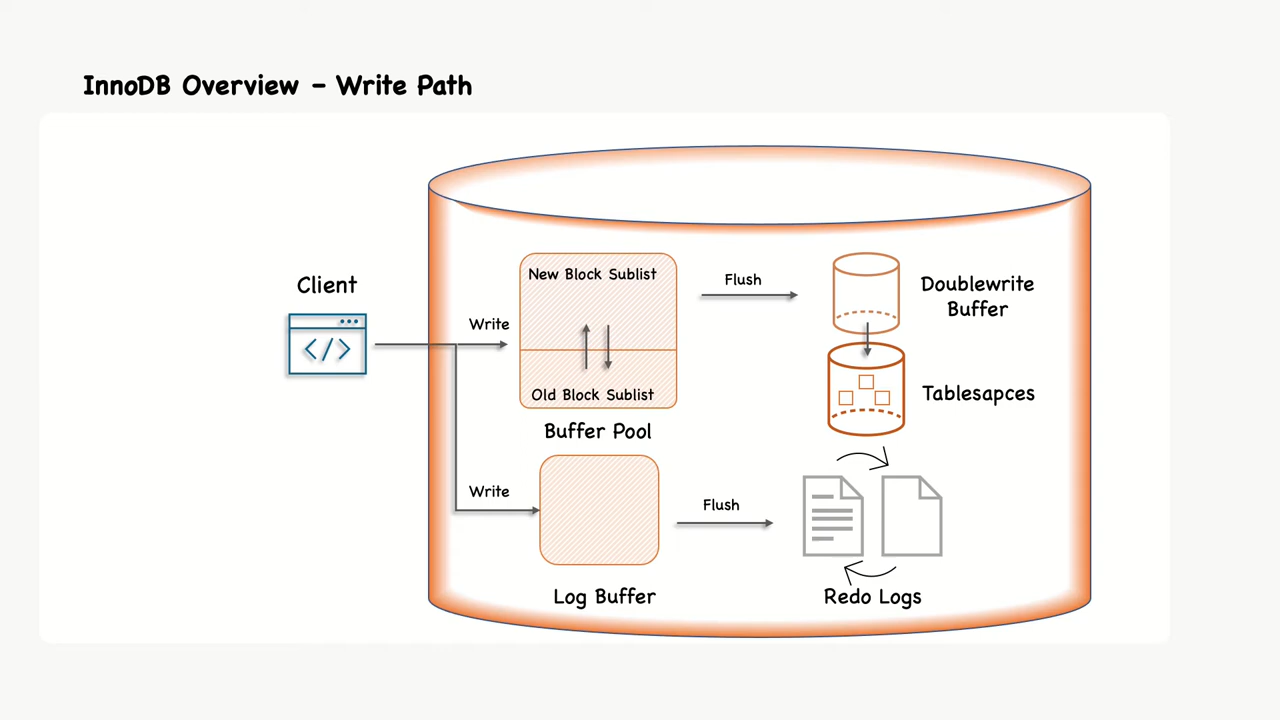 InnoDB Overview - Write Path
Client
</>
Write
New Block Sublist
Old Block Sublist
Buffer Pool
Flush
Doublewrite
Buffer
Tablesapces
Write
Log Buffer
Flush
Redo Logs